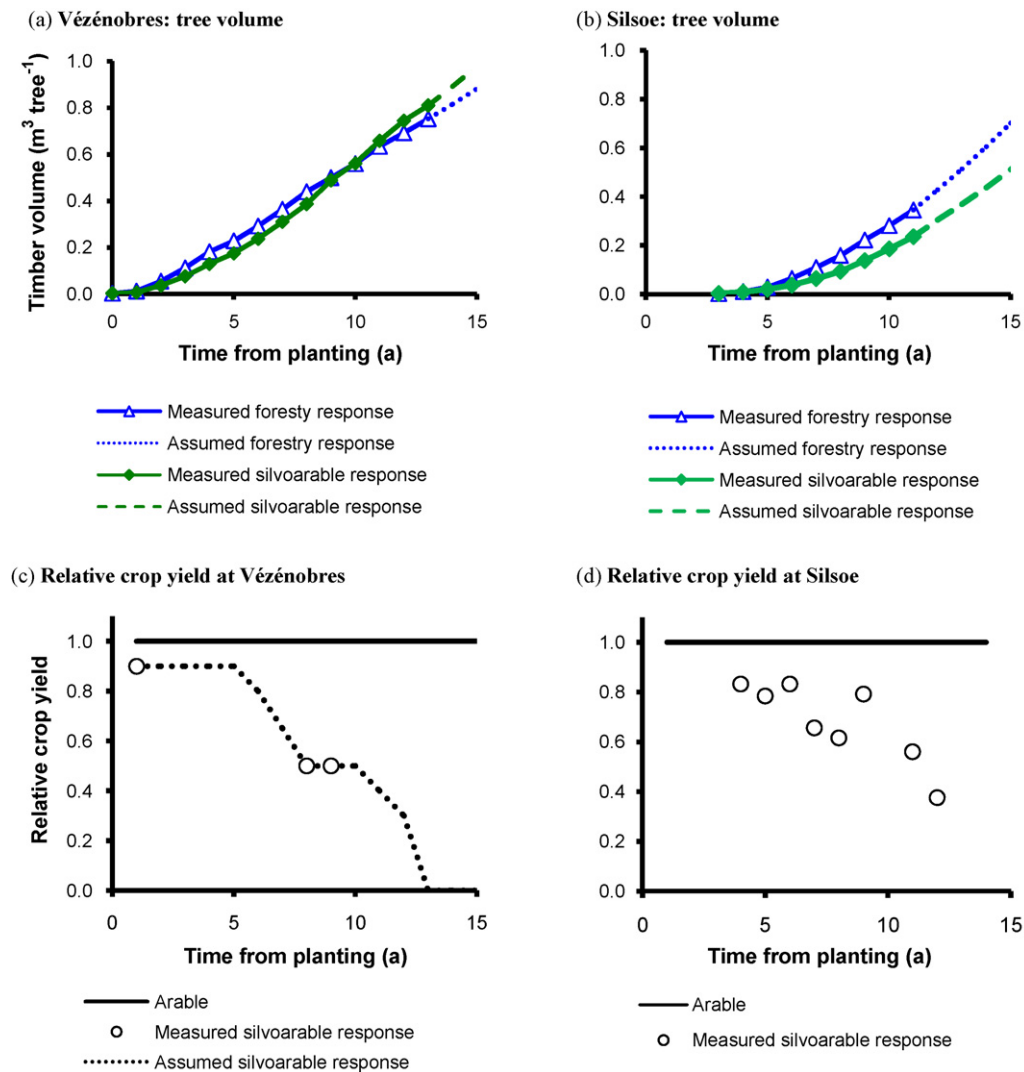 (a) Vézénobres: tree volume
Timber volume (m³ tree⁻¹)
1.0
0.8
0.6
0.4
0.2
0.0
0
5
10
15
Time from planting (a)
Measured foresty response
Assumed forestry response
Measured silvoarable response
Assumed silvoarable response
(b) Silsoe: tree volume
1.0
0.8
0.6
0.4
0.2
0.0
0
5
10
15
Time from planting (a)
Measured forestry response
Assumed forestry response
Measured silvoarable response
Assumed silvoarable response
(c) Relative crop yield at Vézénobres
Relative crop yield
1.0
0.8
0.6
0.4
0.2
0.0
0
5
10
15
Time from planting (a)
Arable
Measured silvoarable response
Assumed silvoarable response
(d) Relative crop yield at Silsoe
1.0
0.8
0.6
0.4
0.2
0.0
0
5
10
15
Time from planting (a)
Arable
Measured silvoarable response